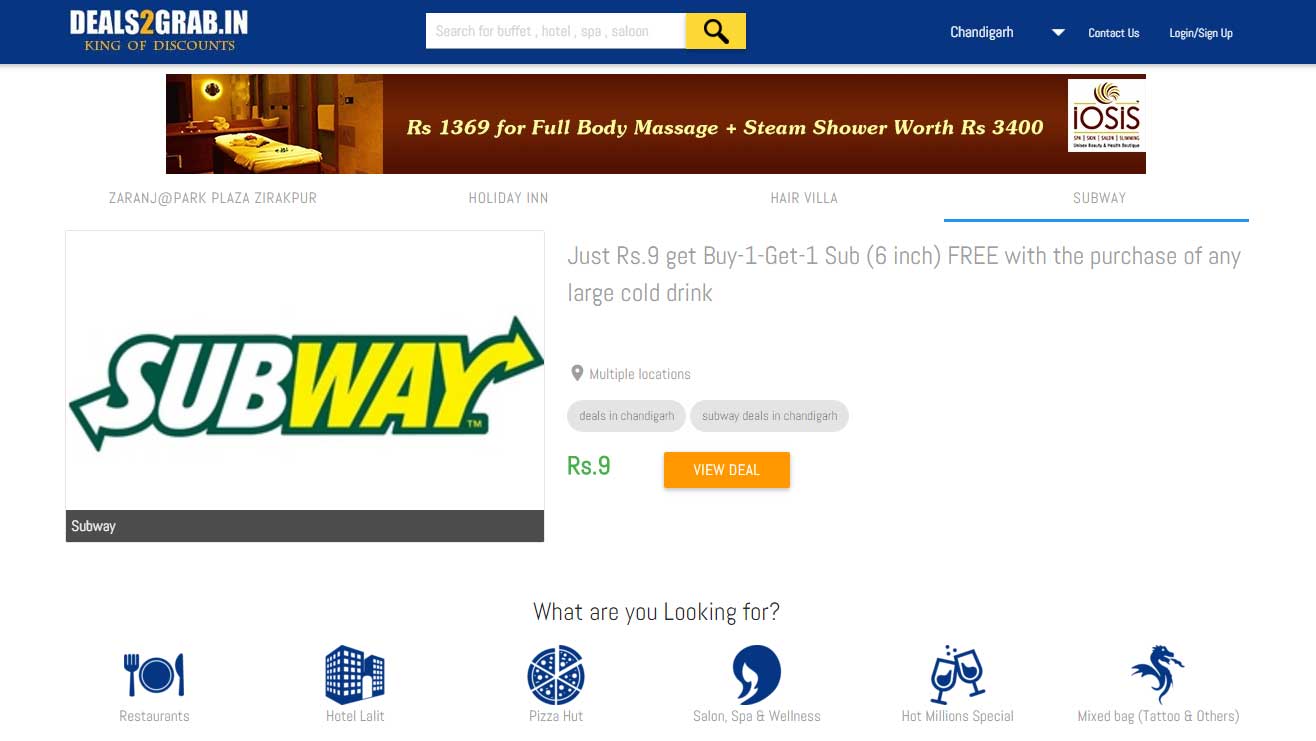 DEALS2GRAB.IN
KING OF DISCOUNTS
Search for buffet , hotel , spa , saloon
Chandigarh
Contact Us
Login/Sign Up
Rs 1369 for Full Body Massage + Steam Shower Worth Rs 3400
iOSiS
SPA | SKIN | SALON | SLIMMING
Unisex Beauty & Health Boutique
ZARANJ@PARK PLAZA ZIRAKPUR
HOLIDAY INN
HAIR VILLA
SUBWAY
SUBWAY™
Subway
Just Rs.9 get Buy-1-Get-1 Sub (6 inch) FREE with the purchase of any
large cold drink
Multiple locations
deals in chandigarh
subway deals in chandigarh
Rs.9
VIEW DEAL
What are you Looking for?
Restaurants
Hotel Lalit
Pizza Hut
Salon, Spa & Wellness
Hot Millions Special
Mixed bag (Tattoo & Others)